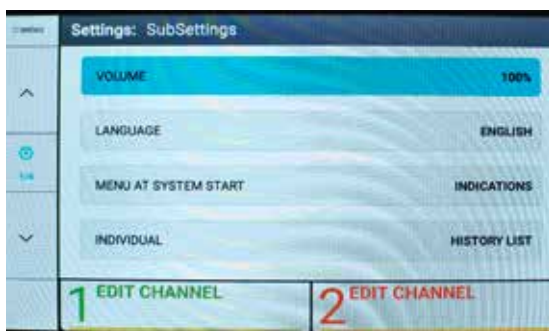 Settings: SubSettings
VOLUME 100%
LANGUAGE ENGLISH
MENU AT SYSTEM START INDICATIONS
INDIVIDUAL HISTORY LIST
1 EDIT CHANNEL
2 EDIT CHANNEL